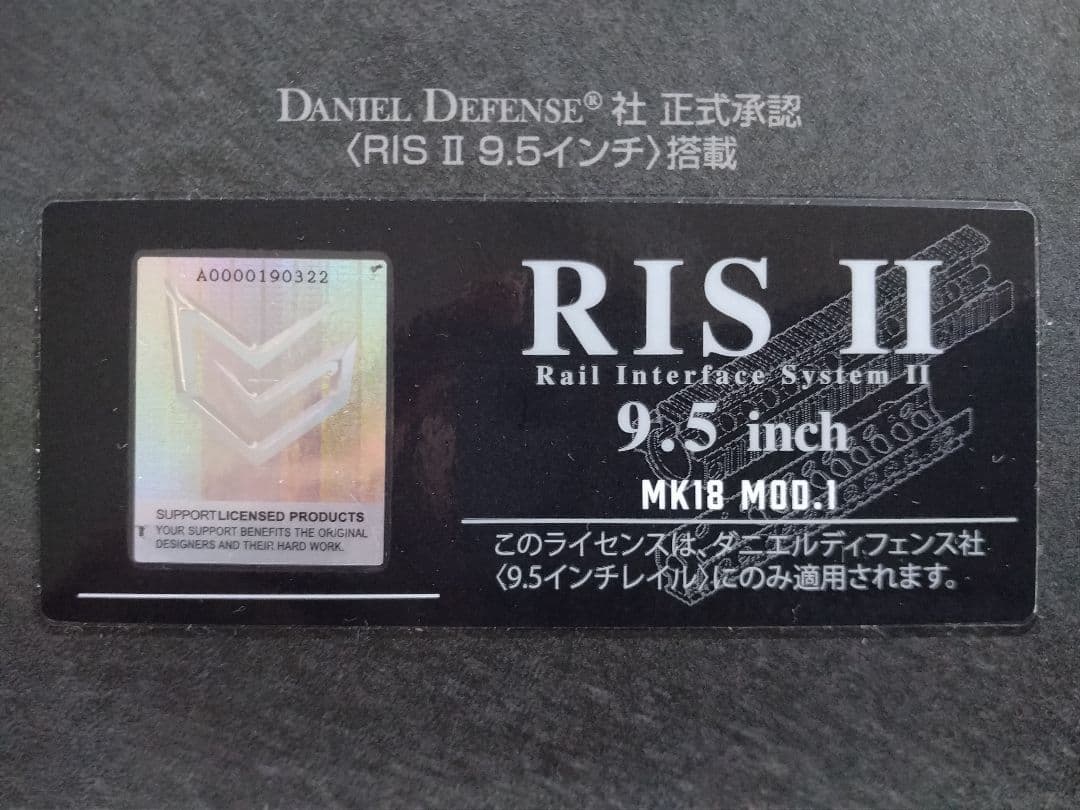 DANIEL DEFENSE® 社 正式承認
〈RIS II 9.5インチ〉搭載
A0000190322
SUPPORT LICENSED PRODUCTS
YOUR SUPPORT BENEFITS THE ORIGINAL
DESIGNERS AND THEIR HARD WORK.
RIS II
Rail Interface System II
9.5 inch
MK18 MOD.1
このライセンスは、ダニエルディフェンス社
〈9.5インチレイル〉にのみ適用されます。